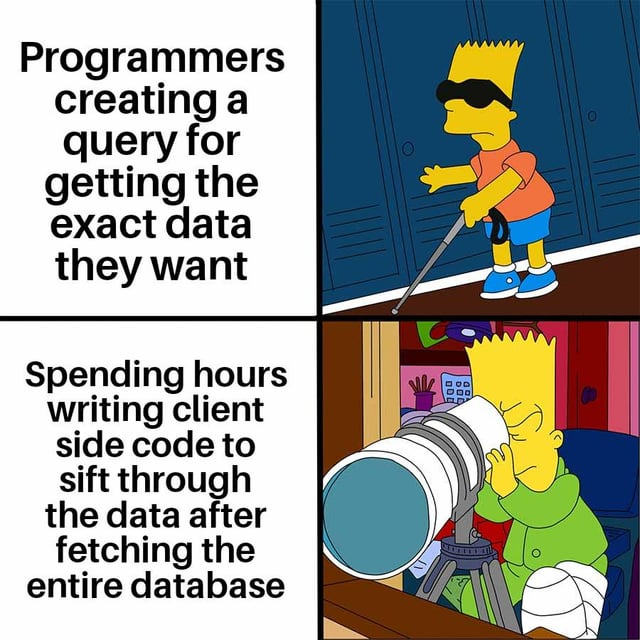 Programmers
creating a
query for
getting the
exact data
they want
Spending hours
writing client
side code to
sift through
the data after
fetching the
entire database